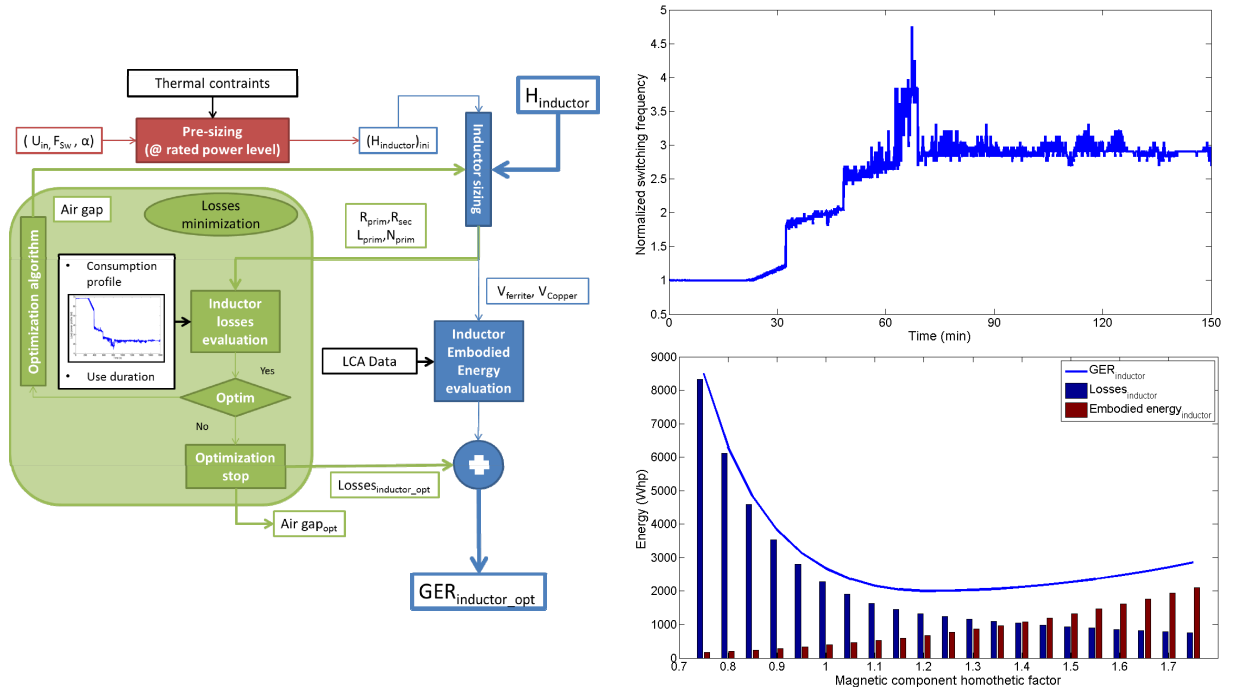 Thermal contraints
( Uin, FSw , α)
Pre-sizing
(@ rated power level)
(Hinductor)ini
Hinductor
Inductor sizing
Air gap
Losses
minimization
Rprim,Rsec
Lprim,Nprim
Optimization algorithm
• Consumption
profile
• Use duration
Inductor
losses
evaluation
Vferrite, VCopper
LCA Data
Inductor
Embodied
Energy
evaluation
Yes
Optim
No
Optimization
stop
Lossesinductor_opt
Air gapopt
GERinductor_opt
Normalized switching frequency
5
4.5
4
3.5
3
2.5
2
1.5
1
0.5
0 30 60 90 120 150
Time (min)
Energy (Whp)
9000
8000
7000
6000
5000
4000
3000
2000
1000
0
GERinductor
Lossesinductor
Embodied energyinductor
0.7 0.8 0.9 1 1.1 1.2 1.3 1.4 1.5 1.6 1.7
Magnetic component homothetic factor